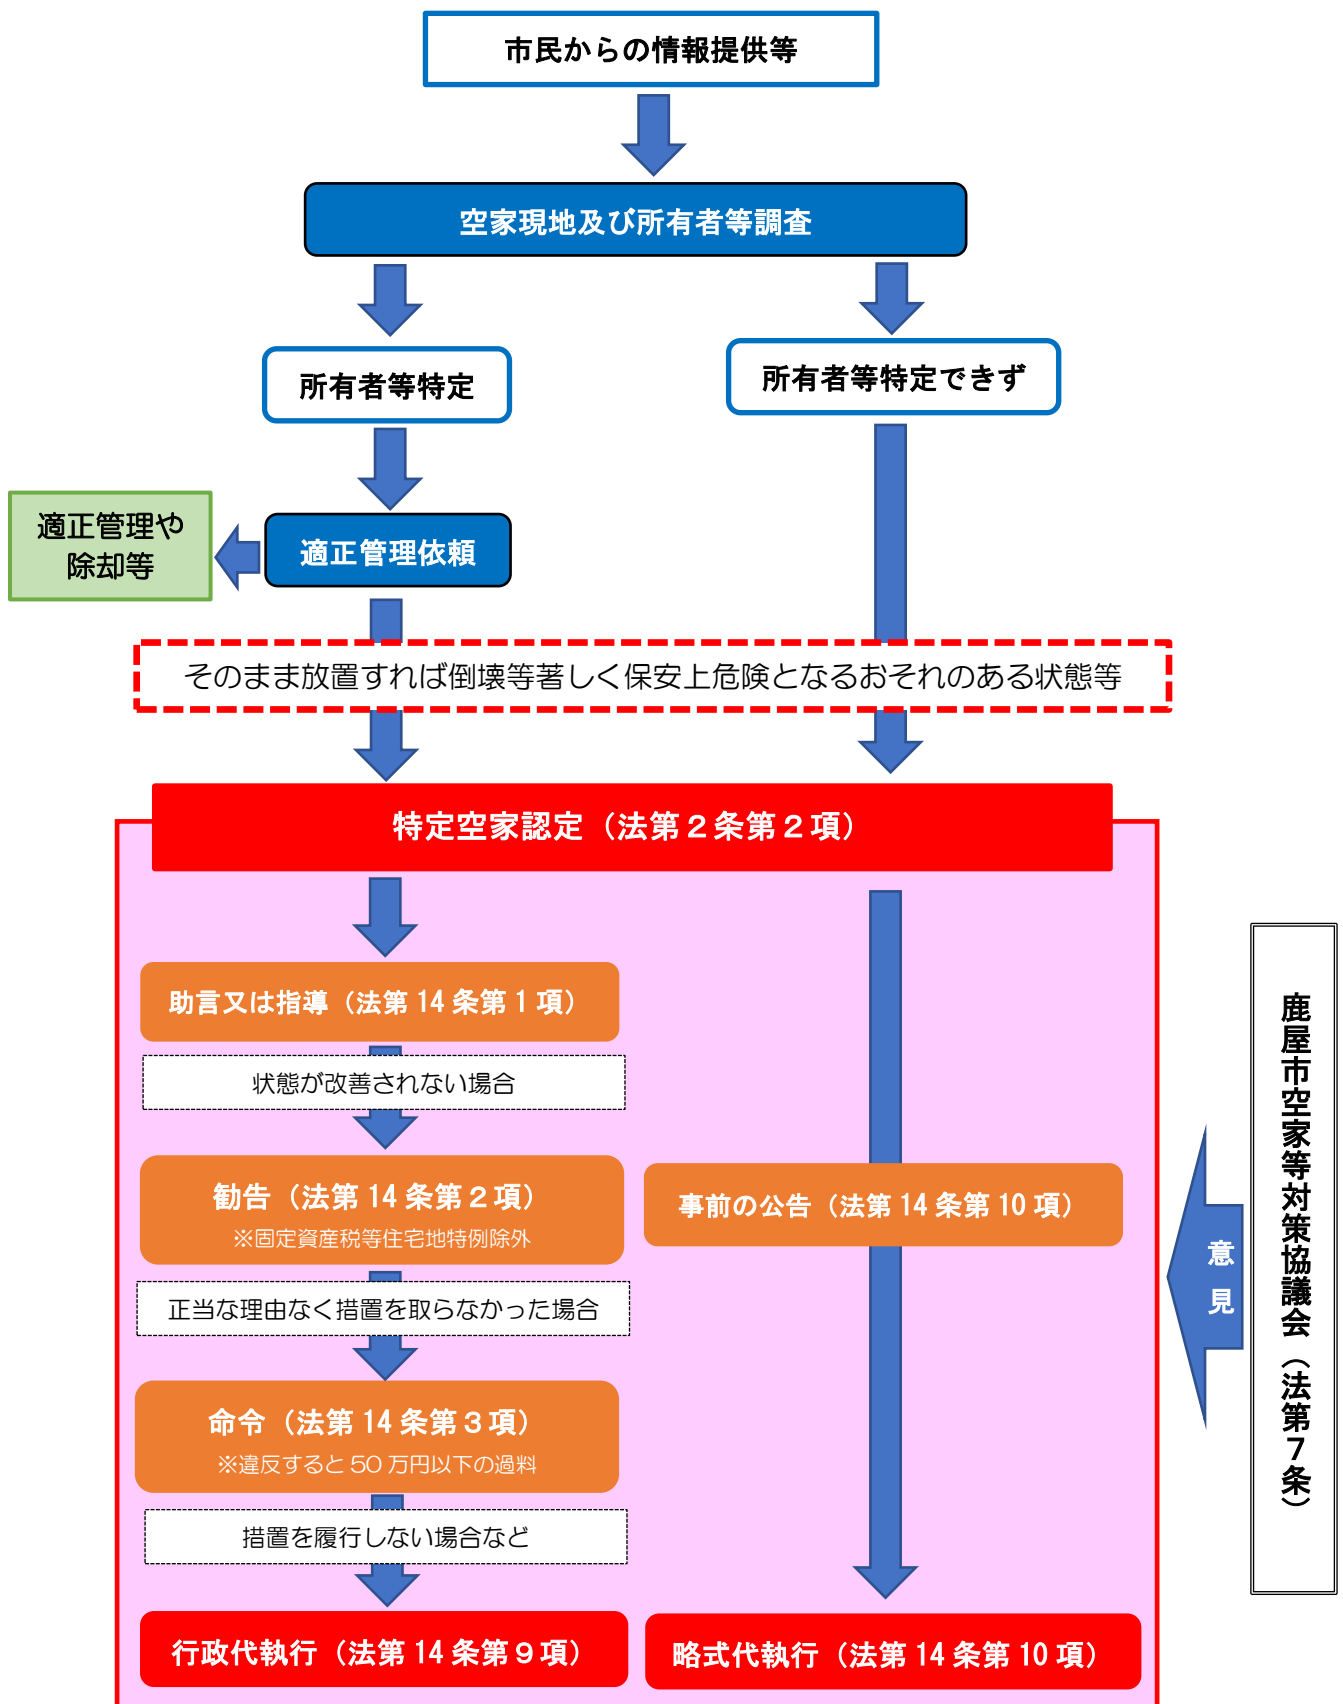 市民からの情報提供等
空家現地及び所有者等調査
所有者等特定
所有者等特定できず
適正管理や
除却等
適正管理依頼
そのまま放置すれば倒壊等著しく保安上危険となるおそれのある状態等
特定空家認定（法第２条第２項）
助言又は指導（法第 14 条第 1 項）
状態が改善されない場合
勧告（法第 14 条第２項）
※固定資産税等住宅地特例除外
事前の公告（法第 14 条第 10 項）
正当な理由なく措置を取らなかった場合
命令（法第 14 条第３項）
※違反すると 50 万円以下の過料
措置を履行しない場合など
行政代執行（法第 14 条第９項）
略式代執行（法第 14 条第 10 項）
意見
鹿屋市空家等対策協議会（法第７条）